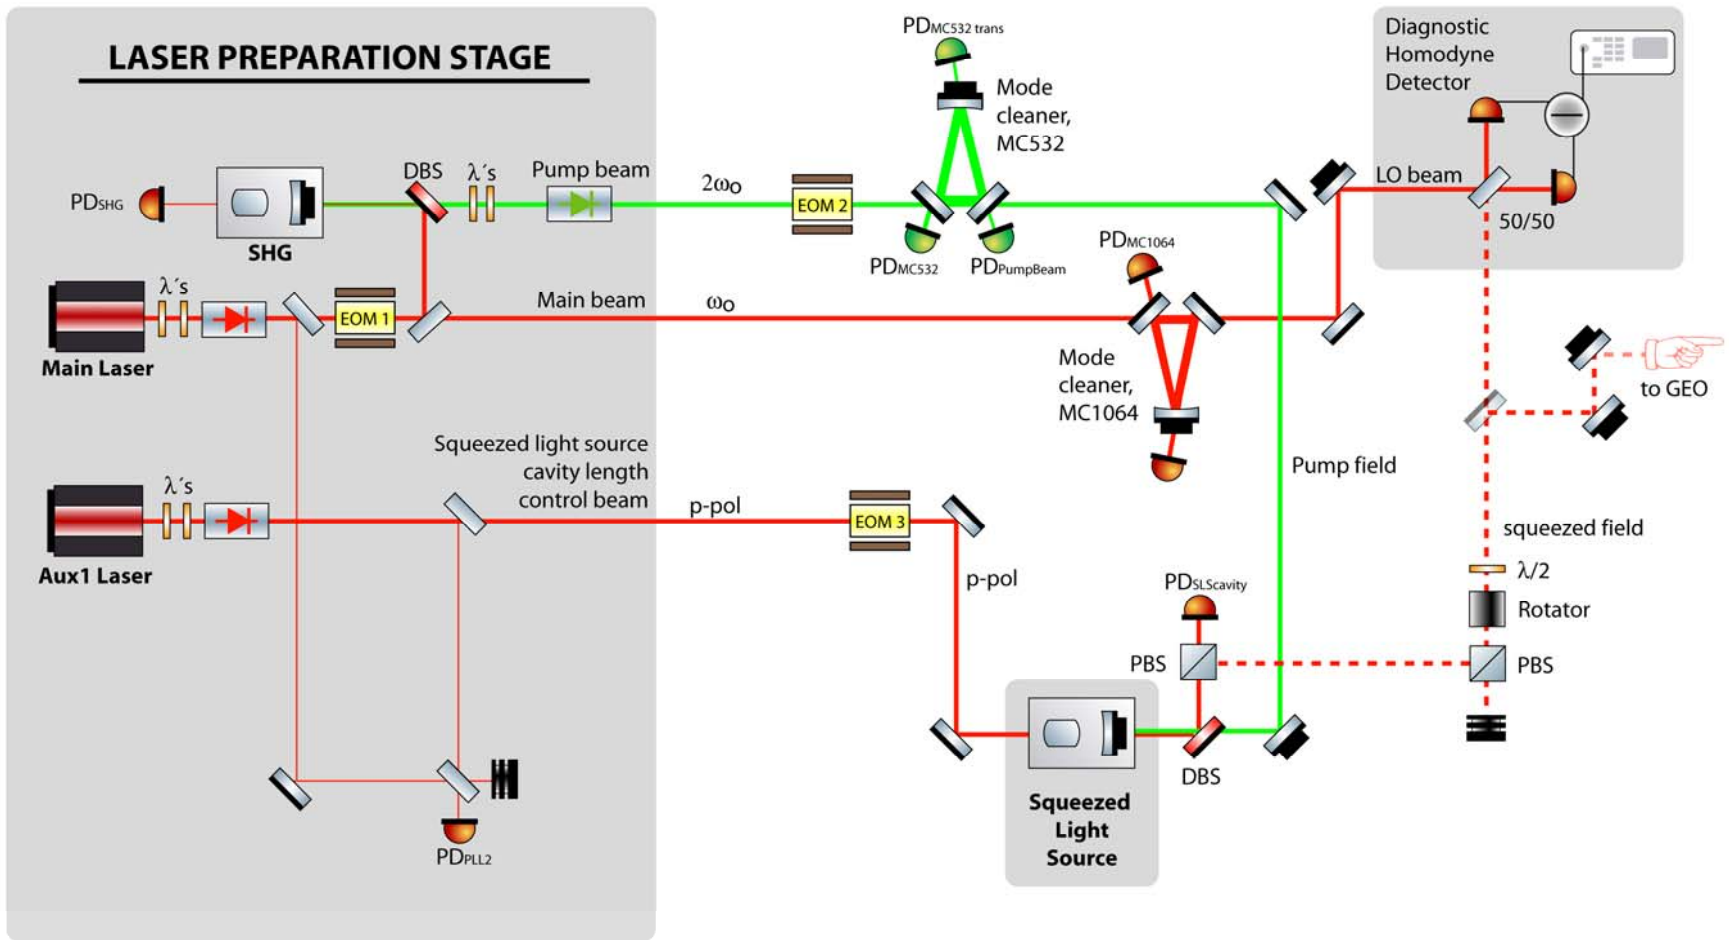 LASER PREPARATION STAGE
PDMC532 trans
Mode
cleaner,
MC532
Diagnostic
Homodyne
Detector
PDSHG
SHG
DBS
λ´s
Pump beam
2ωo
EOM 2
PDMC532
PDPumpBeam
LO beam
50/50
λ´s
Main Laser
EOM 1
Main beam
ωo
PDMC1064
Mode
cleaner,
MC1064
to GEO
Pump field
Squeezed light source
cavity length
control beam
λ´s
Aux1 Laser
p-pol
EOM 3
p-pol
squeezed field
λ/2
Rotator
PBS
PDSLScavity
PBS
DBS
Squeezed
Light
Source
PDPLL2